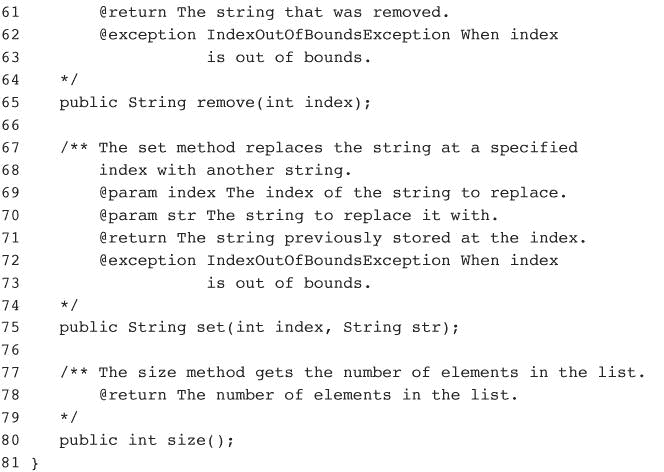 61        @return The string that was removed.
62        @exception IndexOutOfBoundsException When index
63                   is out of bounds.
64    */
65    public String remove(int index);
66
67    /** The set method replaces the string at a specified
68        index with another string.
69        @param index The index of the string to replace.
70        @param str The string to replace it with.
71        @return The string previously stored at the index.
72        @exception IndexOutOfBoundsException When index
73                   is out of bounds.
74    */
75    public String set(int index, String str);
76
77    /** The size method gets the number of elements in the list.
78        @return The number of elements in the list.
79    */
80    public int size();
81 }